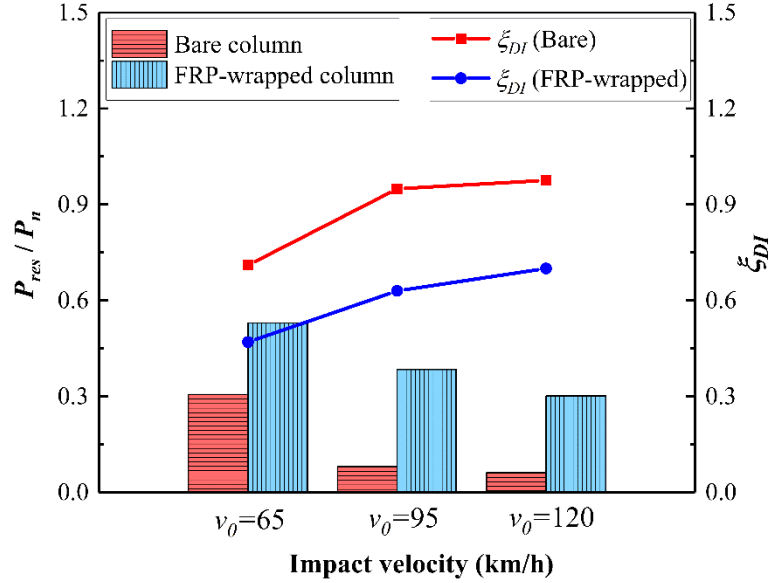 Bare column
FRP-wrapped column
ξDI (Bare)
ξDI (FRP-wrapped)
1.5
1.2
0.9
0.6
0.3
0.0
Pres / Pn
1.5
1.2
0.9
0.6
0.3
0.0
ξDI
v0=65
v0=95
v0=120
Impact velocity (km/h)